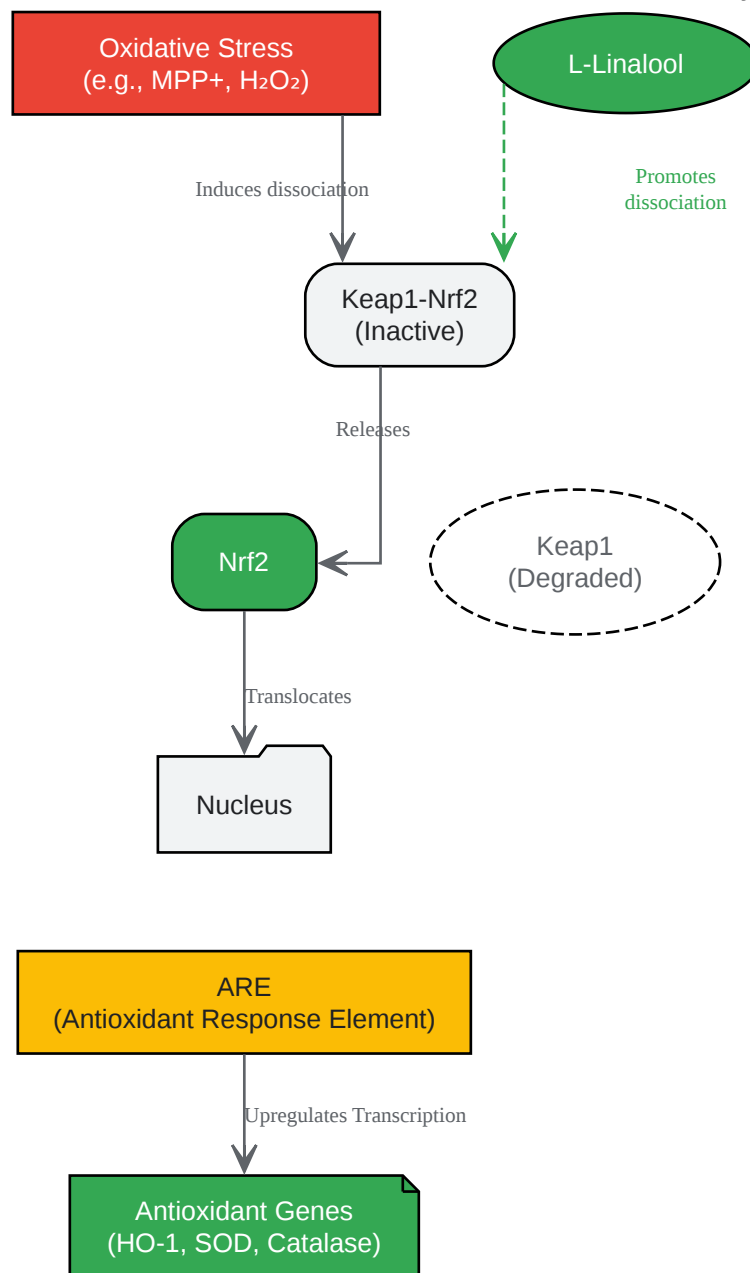 Oxidative Stress
(e.g., MPP+, H₂O₂)
L-Linalool
Induces dissociation
Promotes
dissociation
Keap1-Nrf2
(Inactive)
Releases
Nrf2
Keap1
(Degraded)
Translocates
Nucleus
ARE
(Antioxidant Response Element)
Upregulates Transcription
Antioxidant Genes
(HO-1, SOD, Catalase)